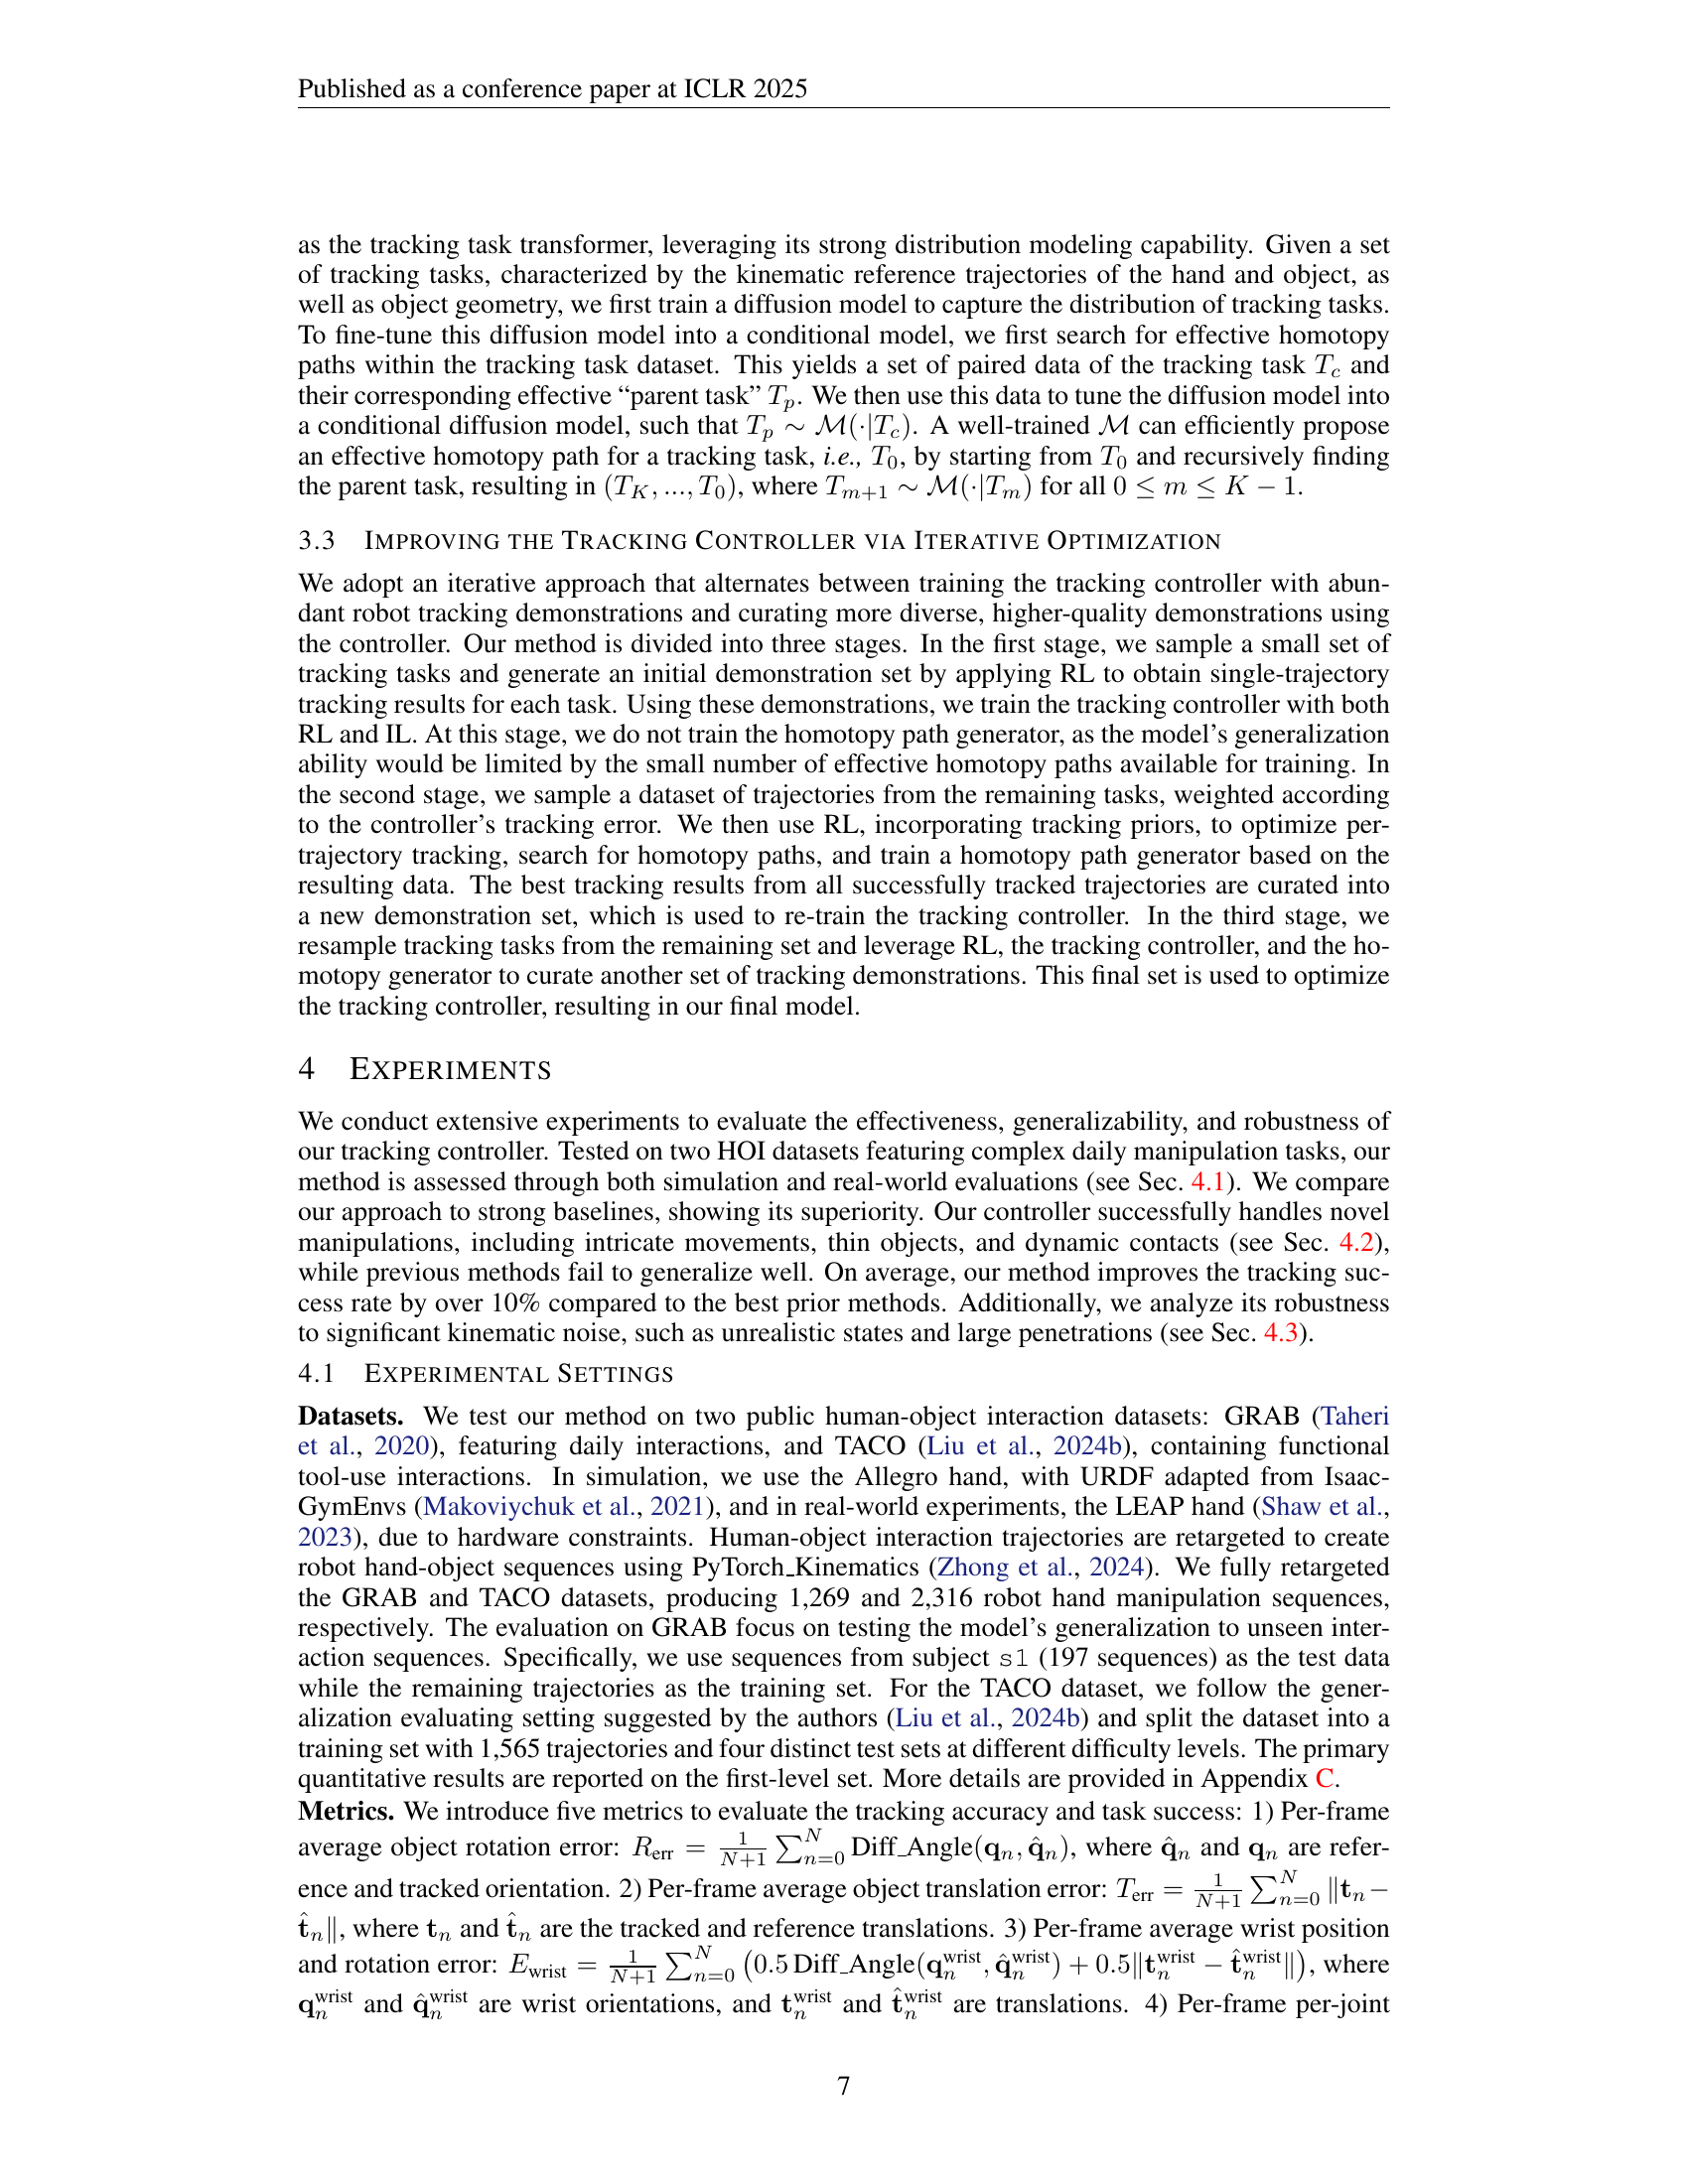 Published as a conference paper at ICLR 2025
as the tracking task transformer, leveraging its strong distribution modeling capability. Given a set
of tracking tasks, characterized by the kinematic reference trajectories of the hand and object, as
well as object geometry, we first train a diffusion model to capture the distribution of tracking tasks.
To fine-tune this diffusion model into a conditional model, we first search for effective homotopy
paths within the tracking task dataset. This yields a set of paired data of the tracking task $T_c$ and
their corresponding effective “parent task” $T_p$. We then use this data to tune the diffusion model into
a conditional diffusion model, such that $T_p \sim \mathcal{M}(\cdot|T_c)$. A well-trained $\mathcal{M}$ can efficiently propose
an effective homotopy path for a tracking task, i.e., $T_0$, by starting from $T_0$ and recursively finding
the parent task, resulting in $(T_K, ..., T_0)$, where $T_{m+1} \sim \mathcal{M}(\cdot|T_m)$ for all $0 \leq m \leq K - 1$.
3.3 IMPROVING THE TRACKING CONTROLLER VIA ITERATIVE OPTIMIZATION
We adopt an iterative approach that alternates between training the tracking controller with abun-
dant robot tracking demonstrations and curating more diverse, higher-quality demonstrations using
the controller. Our method is divided into three stages. In the first stage, we sample a small set of
tracking tasks and generate an initial demonstration set by applying RL to obtain single-trajectory
tracking results for each task. Using these demonstrations, we train the tracking controller with both
RL and IL. At this stage, we do not train the homotopy path generator, as the model’s generalization
ability would be limited by the small number of effective homotopy paths available for training. In
the second stage, we sample a dataset of trajectories from the remaining tasks, weighted according
to the controller’s tracking error. We then use RL, incorporating tracking priors, to optimize per-
trajectory tracking, search for homotopy paths, and train a homotopy path generator based on the
resulting data. The best tracking results from all successfully tracked trajectories are curated into
a new demonstration set, which is used to re-train the tracking controller. In the third stage, we
resample tracking tasks from the remaining set and leverage RL, the tracking controller, and the ho-
motopy generator to curate another set of tracking demonstrations. This final set is used to optimize
the tracking controller, resulting in our final model.
4 EXPERIMENTS
We conduct extensive experiments to evaluate the effectiveness, generalizability, and robustness of
our tracking controller. Tested on two HOI datasets featuring complex daily manipulation tasks, our
method is assessed through both simulation and real-world evaluations (see Sec. 4.1). We compare
our approach to strong baselines, showing its superiority. Our controller successfully handles novel
manipulations, including intricate movements, thin objects, and dynamic contacts (see Sec. 4.2),
while previous methods fail to generalize well. On average, our method improves the tracking suc-
cess rate by over 10% compared to the best prior methods. Additionally, we analyze its robustness
to significant kinematic noise, such as unrealistic states and large penetrations (see Sec. 4.3).
4.1 EXPERIMENTAL SETTINGS
Datasets. We test our method on two public human-object interaction datasets: GRAB (Taheri
et al., 2020), featuring daily interactions, and TACO (Liu et al., 2024b), containing functional
tool-use interactions. In simulation, we use the Allegro hand, with URDF adapted from Isaac-
GymEnvs (Makoviychuk et al., 2021), and in real-world experiments, the LEAP hand (Shaw et al.,
2023), due to hardware constraints. Human-object interaction trajectories are retargeted to create
robot hand-object sequences using PyTorch_Kinematics (Zhong et al., 2024). We fully retargeted
the GRAB and TACO datasets, producing 1,269 and 2,316 robot hand manipulation sequences,
respectively. The evaluation on GRAB focus on testing the model’s generalization to unseen inter-
action sequences. Specifically, we use sequences from subject s1 (197 sequences) as the test data
while the remaining trajectories as the training set. For the TACO dataset, we follow the gener-
alization evaluating setting suggested by the authors (Liu et al., 2024b) and split the dataset into a
training set with 1,565 trajectories and four distinct test sets at different difficulty levels. The primary
quantitative results are reported on the first-level set. More details are provided in Appendix C.
Metrics. We introduce five metrics to evaluate the tracking accuracy and task success: 1) Per-frame
average object rotation error: $R_{\text{err}} = \frac{1}{N+1} \sum_{n=0}^{N} \text{Diff\_Angle}(\mathbf{q}_n, \hat{\mathbf{q}}_n)$, where $\hat{\mathbf{q}}_n$ and $\mathbf{q}_n$ are refer-
ence and tracked orientation. 2) Per-frame average object translation error: $T_{\text{err}} = \frac{1}{N+1} \sum_{n=0}^{N} \|\mathbf{t}_n -$
$\hat{\mathbf{t}}_n\|$, where $\mathbf{t}_n$ and $\hat{\mathbf{t}}_n$ are the tracked and reference translations. 3) Per-frame average wrist position
and rotation error: $E_{\text{wrist}} = \frac{1}{N+1} \sum_{n=0}^{N} \left(0.5\,\text{Diff\_Angle}(\mathbf{q}_n^{\text{wrist}}, \hat{\mathbf{q}}_n^{\text{wrist}}) + 0.5\|\mathbf{t}_n^{\text{wrist}} - \hat{\mathbf{t}}_n^{\text{wrist}}\|\right)$, where
$\mathbf{q}_n^{\text{wrist}}$ and $\hat{\mathbf{q}}_n^{\text{wrist}}$ are wrist orientations, and $\mathbf{t}_n^{\text{wrist}}$ and $\hat{\mathbf{t}}_n^{\text{wrist}}$ are translations. 4) Per-frame per-joint
7